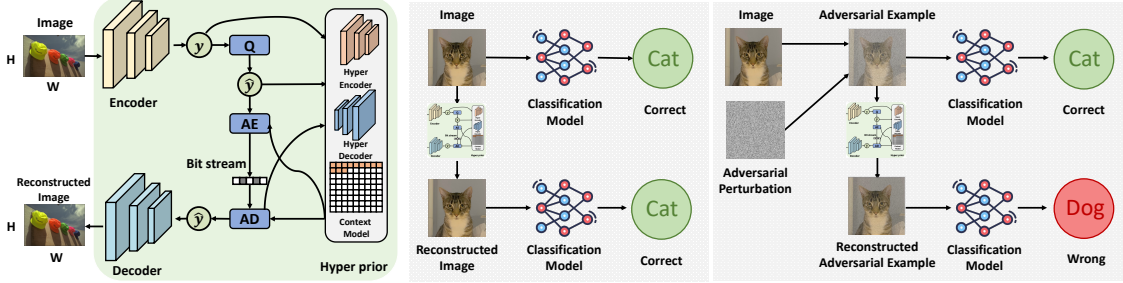 Image
H
W
Encoder
y
Q
ŷ
AE
Bit stream
AD
ŷ
Reconstructed
Image
H
W
Decoder
Hyper
Encoder
Hyper
Decoder
Context
Model
Hyper prior
Image
Classification
Model
Cat
Correct
Reconstructed
Image
Classification
Model
Cat
Correct
Image
Adversarial Example
Adversarial
Perturbation
Classification
Model
Cat
Correct
Reconstructed
Adversarial Example
Classification
Model
Dog
Wrong